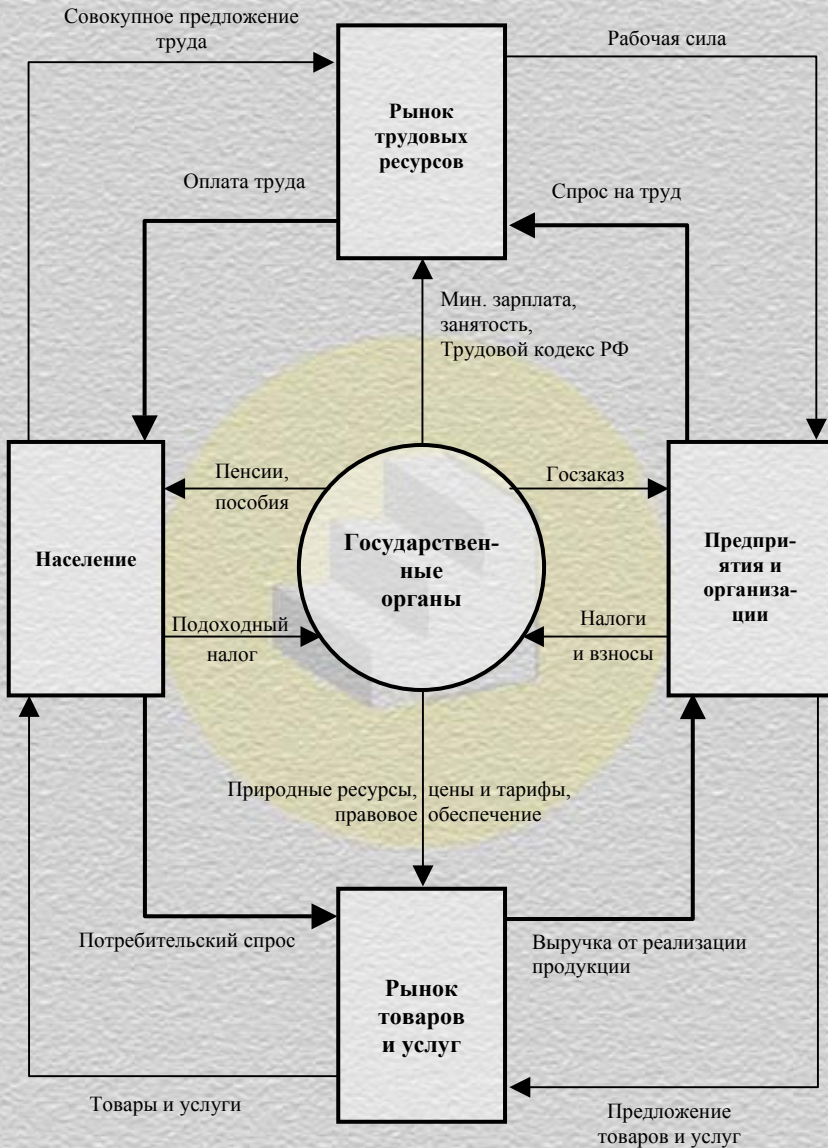 Совокупное предложение
труда
Рабочая сила
Рынок
трудовых
ресурсов
Оплата труда
Спрос на труд
Мин. зарплата,
занятость,
Трудовой кодекс РФ
Пенсии,
пособия
Госзаказ
Население
Государствен-
ные
органы
Предпри-
ятия и
организа-
ции
Подоходный
налог
Налоги
и взносы
Природные ресурсы, цены и тарифы,
правовое обеспечение
Потребительский спрос
Выручка от реализации
продукции
Рынок
товаров
и услуг
Товары и услуги
Предложение
товаров и услуг